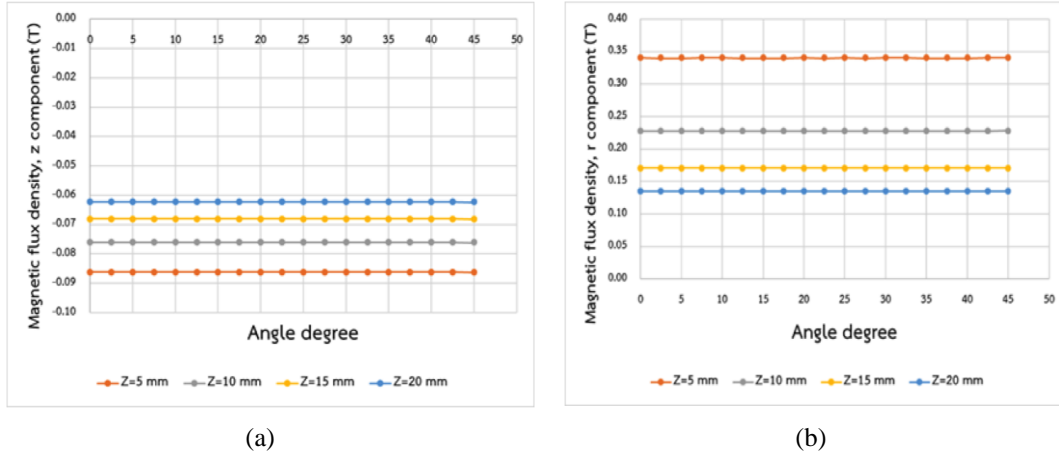 Magnetic flux density, z component (T)
0.00
-0.01
-0.02
-0.03
-0.04
-0.05
-0.06
-0.07
-0.08
-0.09
-0.10
0 5 10 15 20 25 30 35 40 45 50
Angle degree
Z=5 mm Z=10 mm Z=15 mm Z=20 mm
(a)
Magnetic flux density, r component (T)
0.40
0.35
0.30
0.25
0.20
0.15
0.10
0.05
0.00
0 5 10 15 20 25 30 35 40 45 50
Angle degree
Z=5 mm Z=10 mm Z=15 mm Z=20 mm
(b)